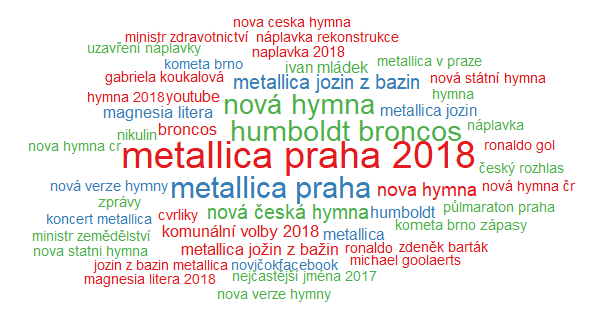 nova ceska hymna
ministr zdravotnictví náplavka rekonstrukce
uzavření náplavky naplavka 2018
kometa brno ivan mládek metallica v praze
gabriela koukalová metallica jozin z bazin nová státní hymna
hymna 2018 youtube nová hymna hymna
magnesia litera metallica jozin
nikulin broncos humboldt broncos náplavka
nova hymna cr metallica praha 2018 ronaldo gol
český rozhlas
nová verze hymny metallica praha nova hymna nová hymna čr
zprávy
koncert metallica cvrliky nová česká hymna humboldt půlmaraton praha
ministr zemědělství komunální volby 2018 metallica kometa brno zápasy
nova statni hymna metallica jožin z bažin ronaldo zdeněk barták
jozin z bazin metallica novjčok facebook michael goolaerts
magnesia litera 2018 nejčastější jména 2017
nova verze hymny